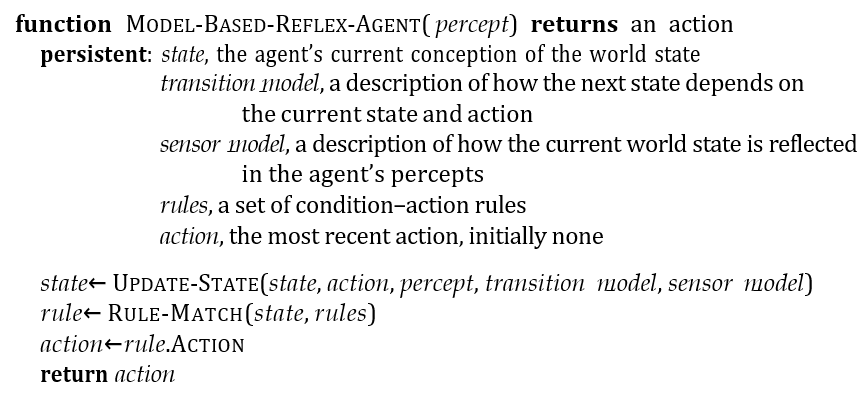 function MODEL-BASED-REFLEX-AGENT(percept) returns an action
persistent: state, the agent’s current conception of the world state
transition model, a description of how the next state depends on
the current state and action
sensor model, a description of how the current world state is reflected
in the agent’s percepts
rules, a set of condition–action rules
action, the most recent action, initially none
state← UPDATE-STATE(state, action, percept, transition model, sensor model)
rule← RULE-MATCH(state, rules)
action←rule.ACTION
return action